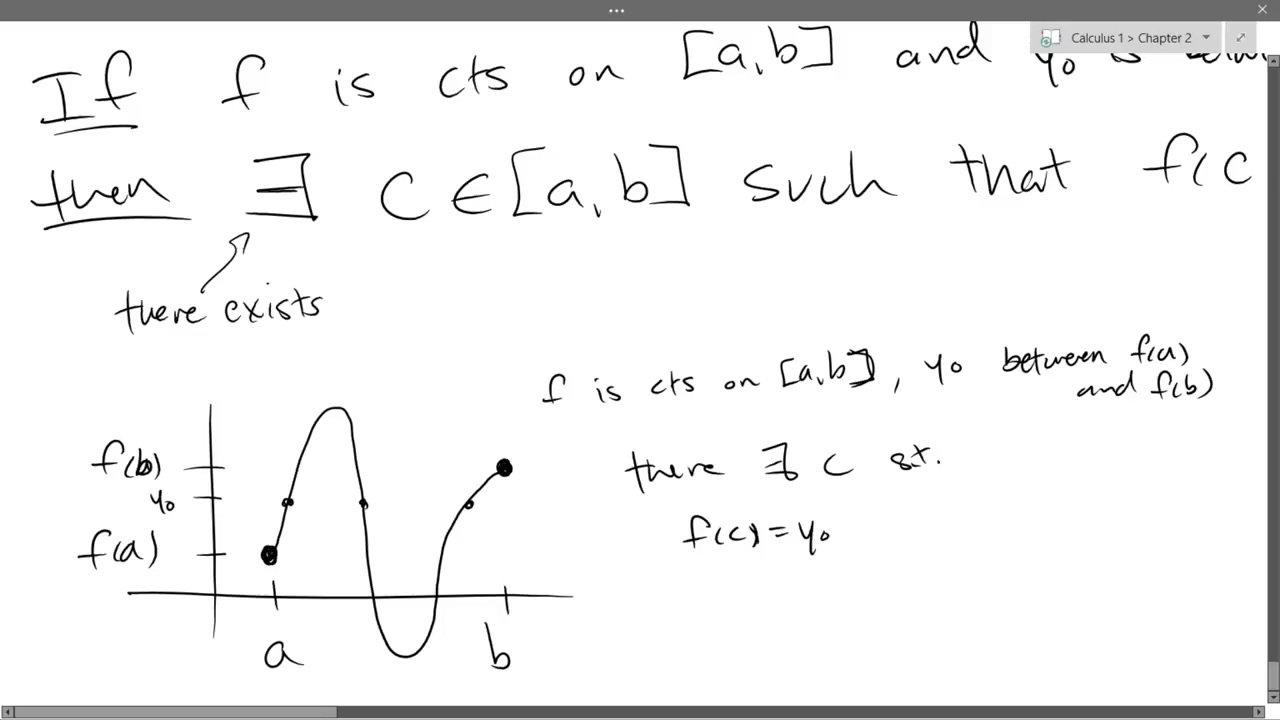 ...
Calculus 1 > Chapter 2
If f is cts on [a,b] and y₀ is
then ∃ c ∈ [a,b] such that f(c
there exists
f is cts on [a,b], y₀ between f(a)
and f(b)
there ∃ c s.t.
f(c) = y₀
f(b)
y₀
f(a)
a b